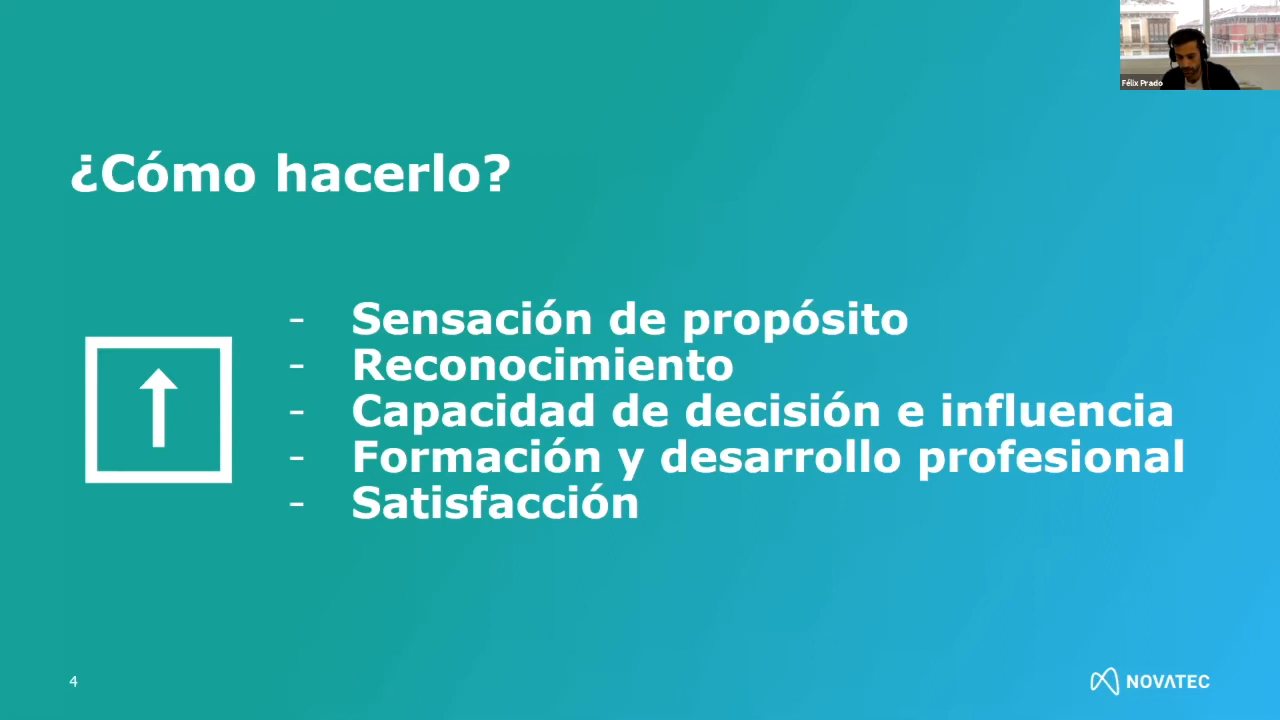 Félix Prado
¿Cómo hacerlo?
- Sensación de propósito
- Reconocimiento
- Capacidad de decisión e influencia
- Formación y desarrollo profesional
- Satisfacción
4
NOVATEC